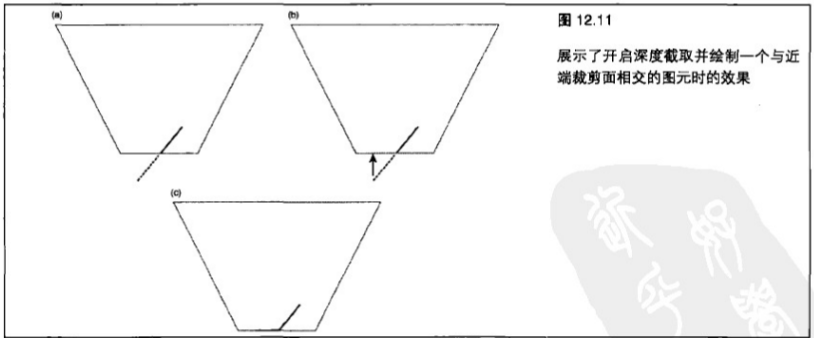 (a)
(b)
图 12.11
展示了开启深度截取并绘制一个与近
端裁剪面相交的图元时的效果
(c)